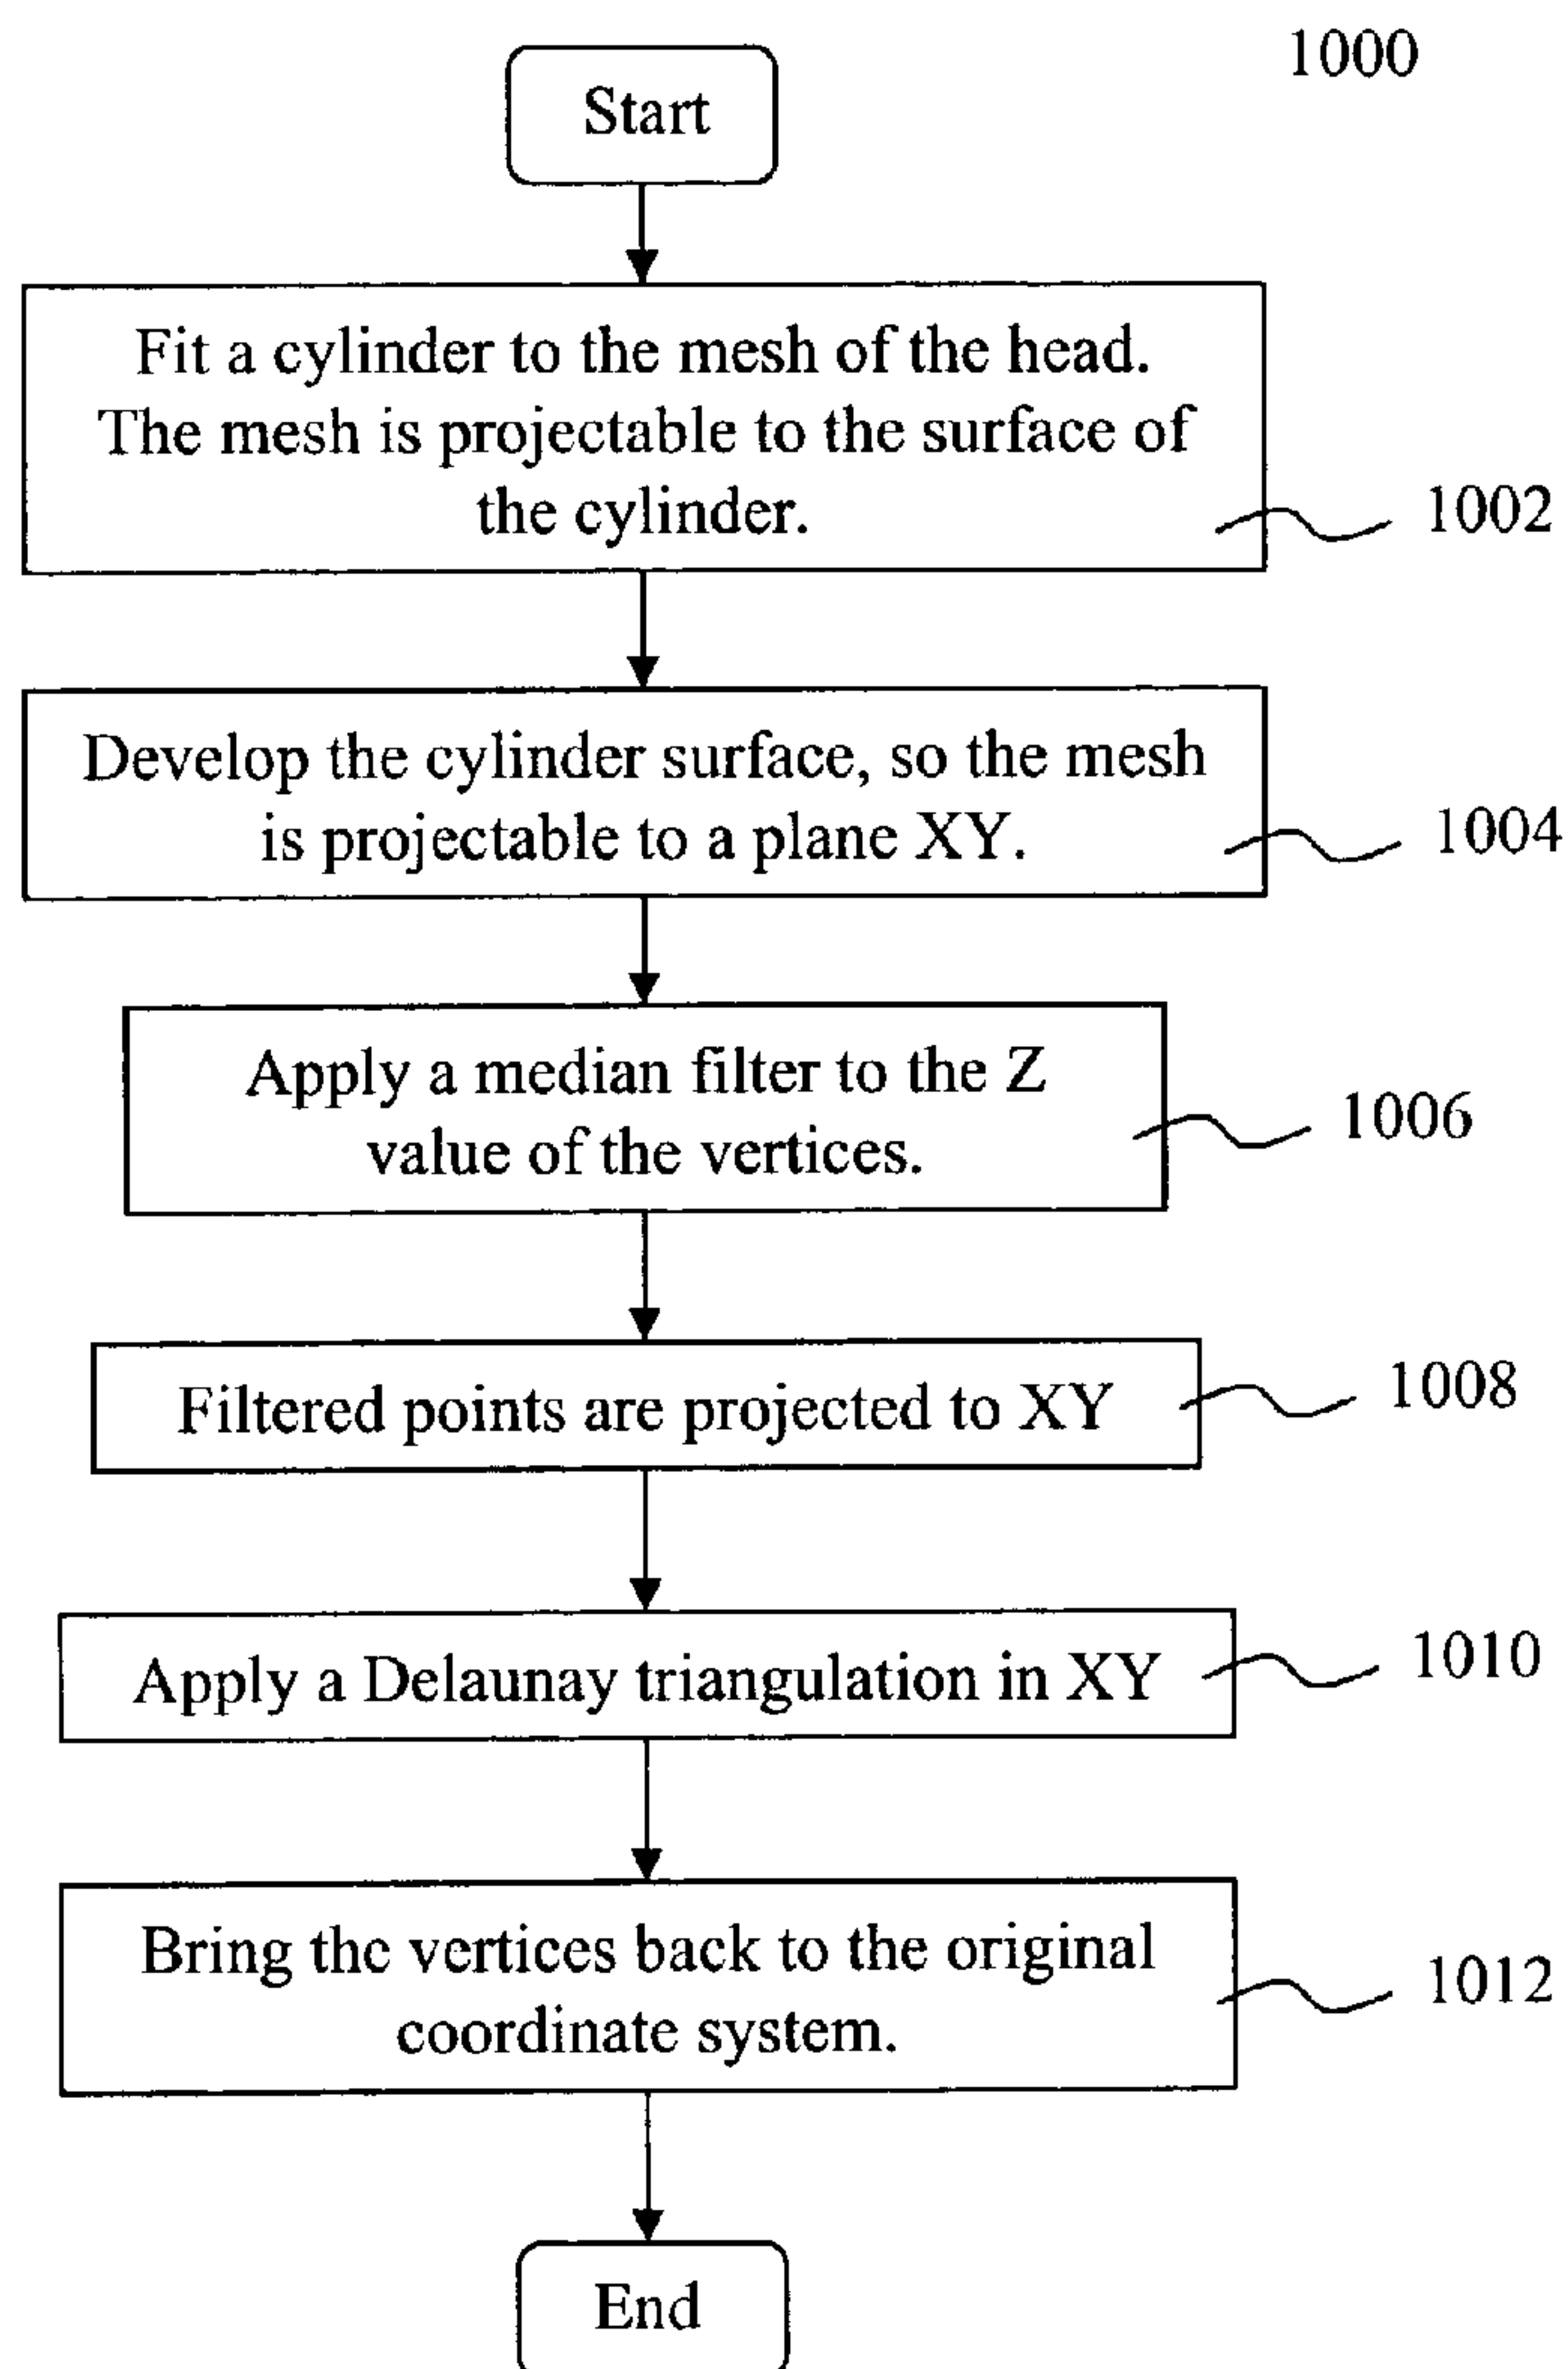 1000
Start
Fit a cylinder to the mesh of the head.
The mesh is projectable to the surface of
the cylinder.
1002
Develop the cylinder surface, so the mesh
is projectable to a plane XY.
1004
Apply a median filter to the Z
value of the vertices.
1006
Filtered points are projected to XY
1008
Apply a Delaunay triangulation in XY
1010
Bring the vertices back to the original
coordinate system.
1012
End